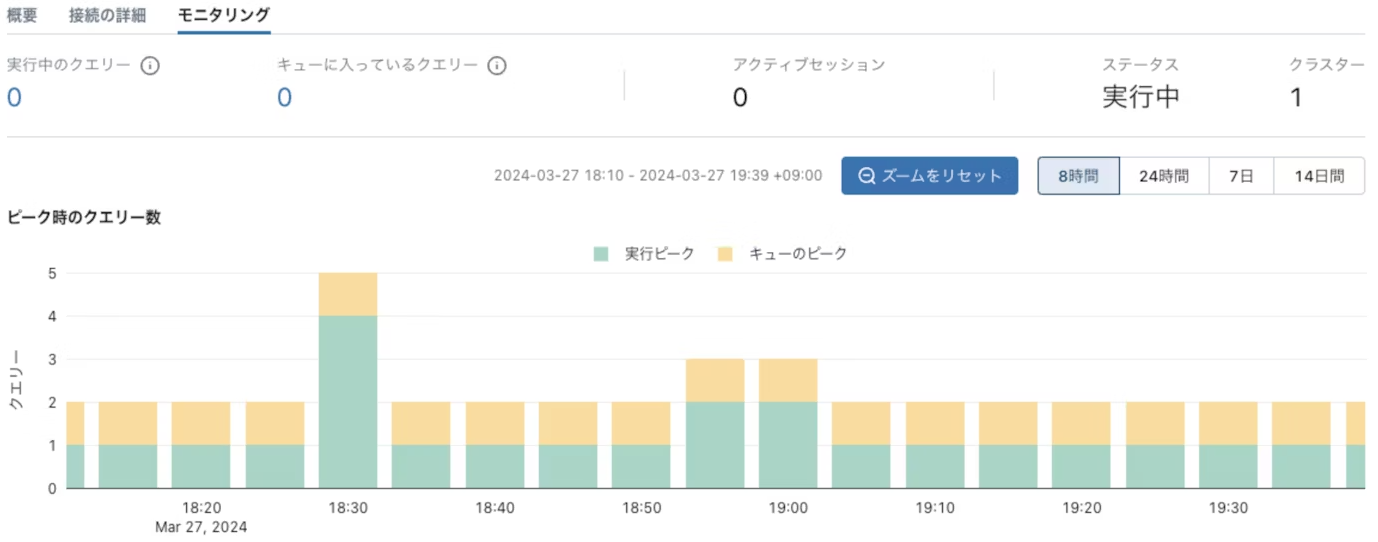 概要 接続の詳細 モニタリング
実行中のクエリー キューに入っているクエリー アクティブセッション ステータス クラスター
0 0 0 実行中 1
2024-03-27 18:10 - 2024-03-27 19:39 +09:00 ズームをリセット 8時間 24時間 7日 14日間
ピーク時のクエリー数
実行ピーク キューのピーク
5
4
3
2
1
0
クエリー
18:20 18:30 18:40 18:50 19:00 19:10 19:20 19:30
Mar 27, 2024